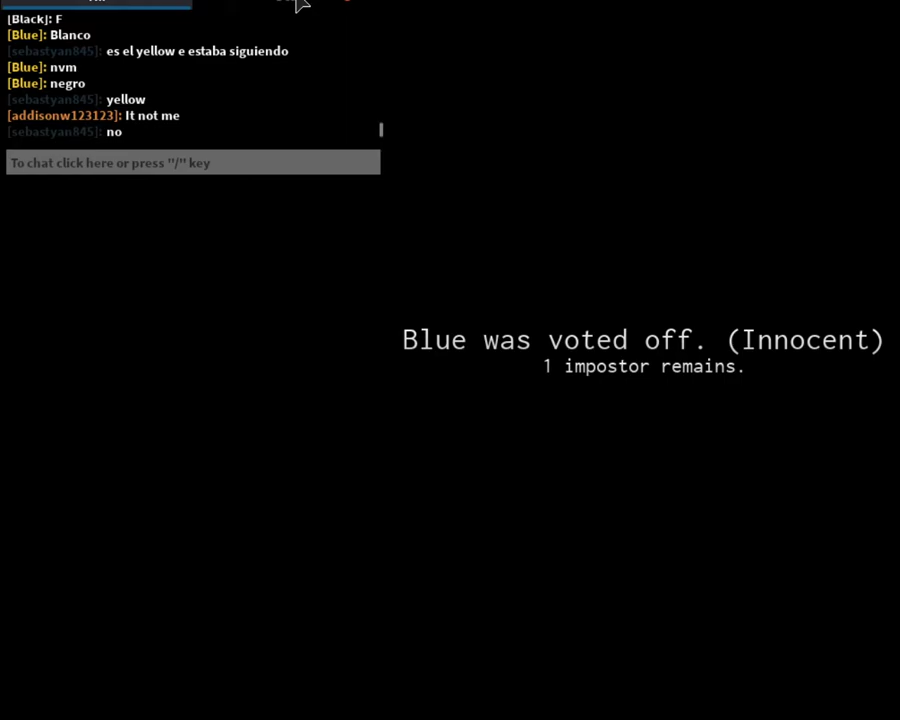 [Black]: F
[Blue]: Blanco
[sebastyan845]: es el yellow e estaba siguiendo
[Blue]: nvm
[Blue]: negro
[sebastyan845]: yellow
[addisonw123123]: It not me
[sebastyan845]: no
To chat click here or press "/" key
Blue was voted off. (Innocent)
1 impostor remains.